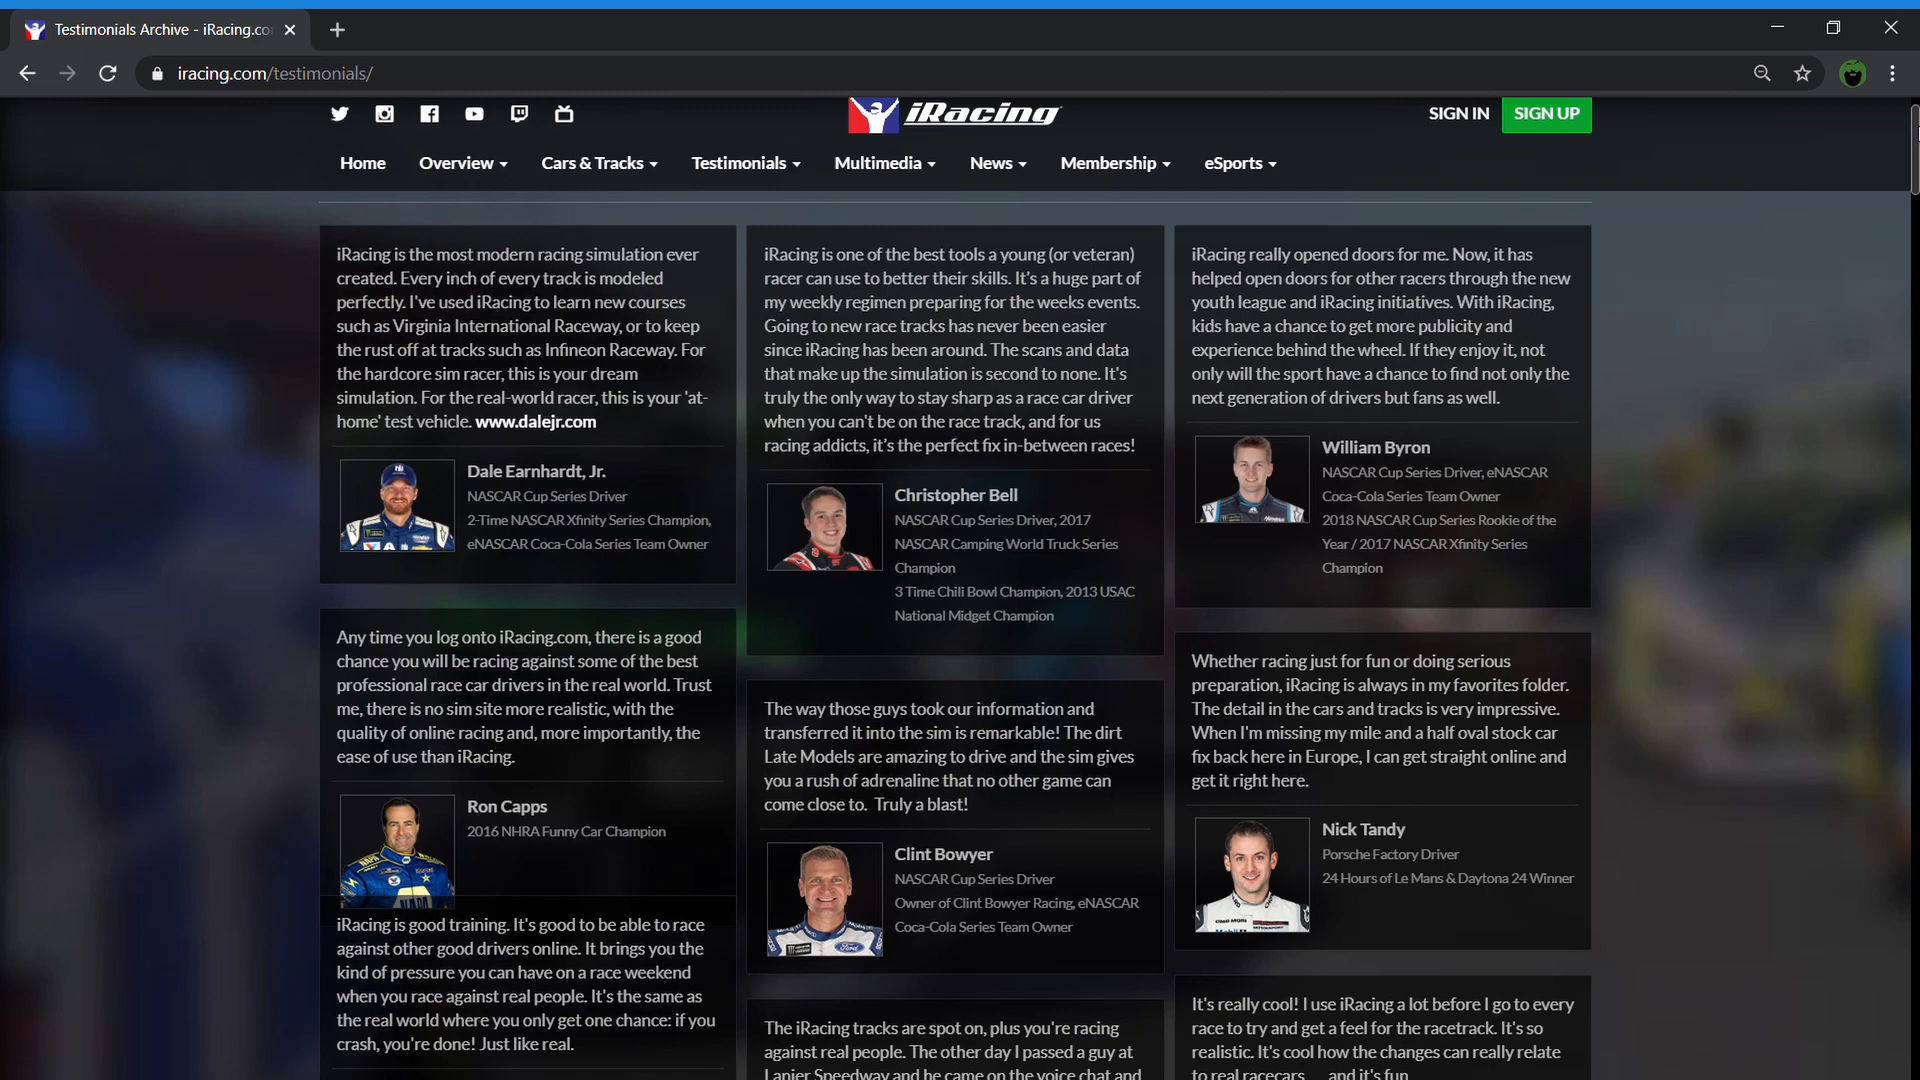 Testimonials Archive - iRacing.co
iracing.com/testimonials/
iRacing
SIGN IN
SIGN UP
Home
Overview
Cars & Tracks
Testimonials
Multimedia
News
Membership
eSports
iRacing is the most modern racing simulation ever
created. Every inch of every track is modeled
perfectly. I've used iRacing to learn new courses
such as Virginia International Raceway, or to keep
the rust off at tracks such as Infineon Raceway. For
the hardcore sim racer, this is your dream
simulation. For the real-world racer, this is your 'at-
home' test vehicle. www.dalejr.com
Dale Earnhardt, Jr.
NASCAR Cup Series Driver
2-Time NASCAR Xfinity Series Champion,
eNASCAR Coca-Cola Series Team Owner
Any time you log onto iRacing.com, there is a good
chance you will be racing against some of the best
professional race car drivers in the real world. Trust
me, there is no sim site more realistic, with the
quality of online racing and, more importantly, the
ease of use than iRacing.
Ron Capps
2016 NHRA Funny Car Champion
NAPA
iRacing is good training. It's good to be able to race
against other good drivers online. It brings you the
kind of pressure you can have on a race weekend
when you race against real people. It's the same as
the real world where you only get one chance: if you
crash, you're done! Just like real.
iRacing is one of the best tools a young (or veteran)
racer can use to better their skills. It's a huge part of
my weekly regimen preparing for the weeks events.
Going to new race tracks has never been easier
since iRacing has been around. The scans and data
that make up the simulation is second to none. It's
truly the only way to stay sharp as a race car driver
when you can't be on the race track, and for us
racing addicts, it's the perfect fix in-between races!
Christopher Bell
NASCAR Cup Series Driver, 2017
NASCAR Camping World Truck Series
Champion
3 Time Chili Bowl Champion, 2013 USAC
National Midget Champion
The way those guys took our information and
transferred it into the sim is remarkable! The dirt
Late Models are amazing to drive and the sim gives
you a rush of adrenaline that no other game can
come close to. Truly a blast!
Clint Bowyer
NASCAR Cup Series Driver
Owner of Clint Bowyer Racing, eNASCAR
Coca-Cola Series Team Owner
Ford
The iRacing tracks are spot on, plus you're racing
against real people. The other day I passed a guy at
Lanier Speedway and he came on the voice chat and
iRacing really opened doors for me. Now, it has
helped open doors for other racers through the new
youth league and iRacing initiatives. With iRacing,
kids have a chance to get more publicity and
experience behind the wheel. If they enjoy it, not
only will the sport have a chance to find not only the
next generation of drivers but fans as well.
William Byron
NASCAR Cup Series Driver, eNASCAR
Coca-Cola Series Team Owner
2018 NASCAR Cup Series Rookie of the
Year / 2017 NASCAR Xfinity Series
Champion
Whether racing just for fun or doing serious
preparation, iRacing is always in my favorites folder.
The detail in the cars and tracks is very impressive.
When I'm missing my mile and a half oval stock car
fix back here in Europe, I can get straight online and
get it right here.
Nick Tandy
Porsche Factory Driver
24 Hours of Le Mans & Daytona 24 Winner
It's really cool! I use iRacing a lot before I go to every
race to try and get a feel for the racetrack. It's so
realistic. It's cool how the changes can really relate
to real racecars ... and it's fun